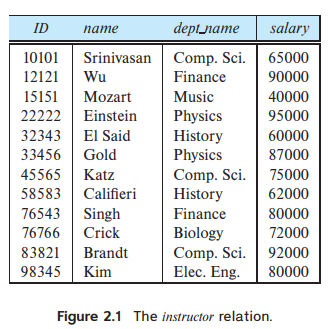 ID name dept_name salary
10101 Srinivasan Comp. Sci. 65000
12121 Wu Finance 90000
15151 Mozart Music 40000
22222 Einstein Physics 95000
32343 El Said History 60000
33456 Gold Physics 87000
45565 Katz Comp. Sci. 75000
58583 Califieri History 62000
76543 Singh Finance 80000
76766 Crick Biology 72000
83821 Brandt Comp. Sci. 92000
98345 Kim Elec. Eng. 80000
Figure 2.1 The instructor relation.